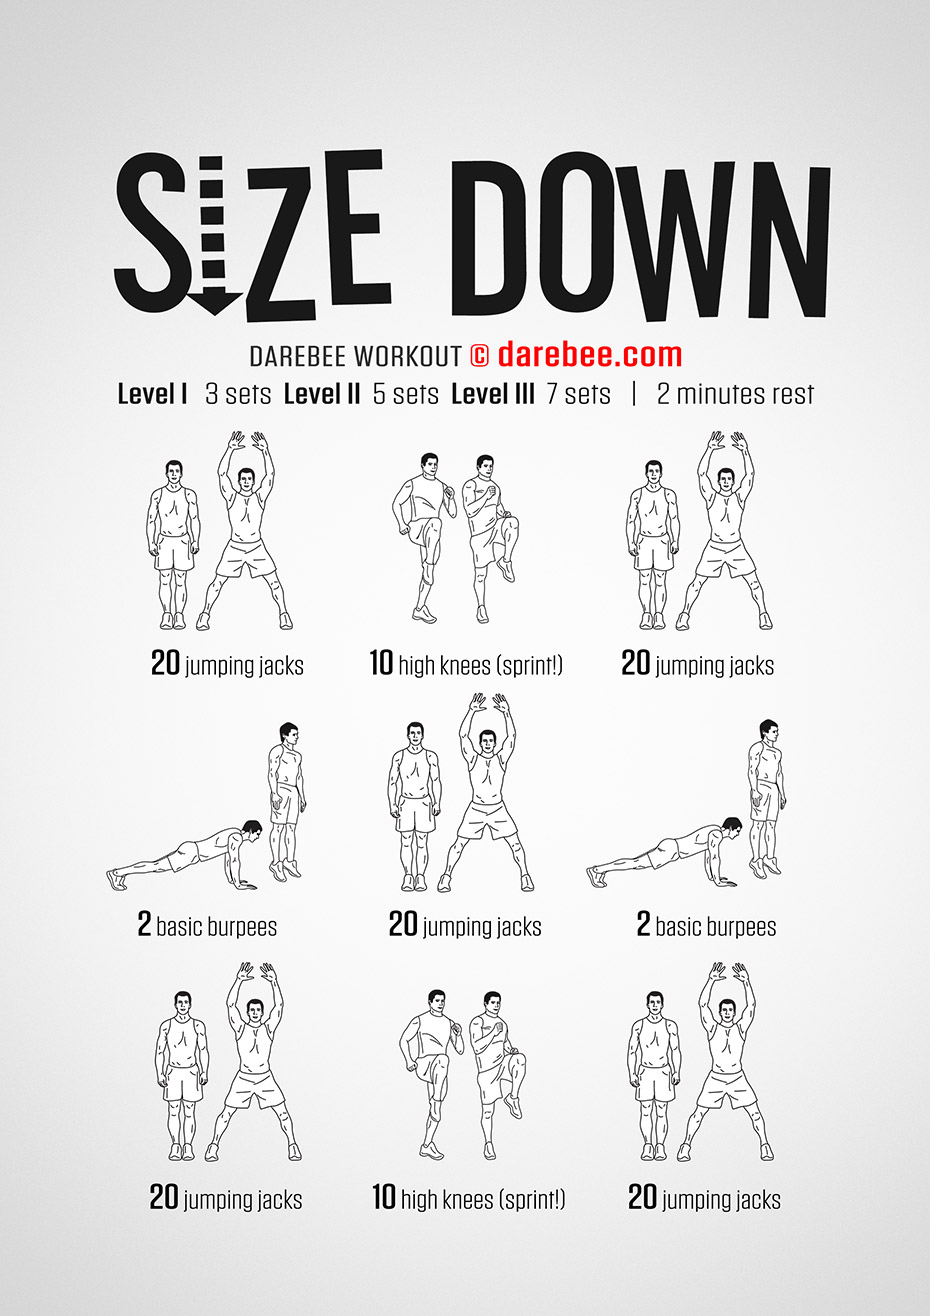 SIZE DOWN
DAREBEE WORKOUT © darebee.com
Level I 3 sets Level II 5 sets Level III 7 sets | 2 minutes rest
20 jumping jacks 10 high knees (sprint!) 20 jumping jacks
2 basic burpees 20 jumping jacks 2 basic burpees
20 jumping jacks 10 high knees (sprint!) 20 jumping jacks